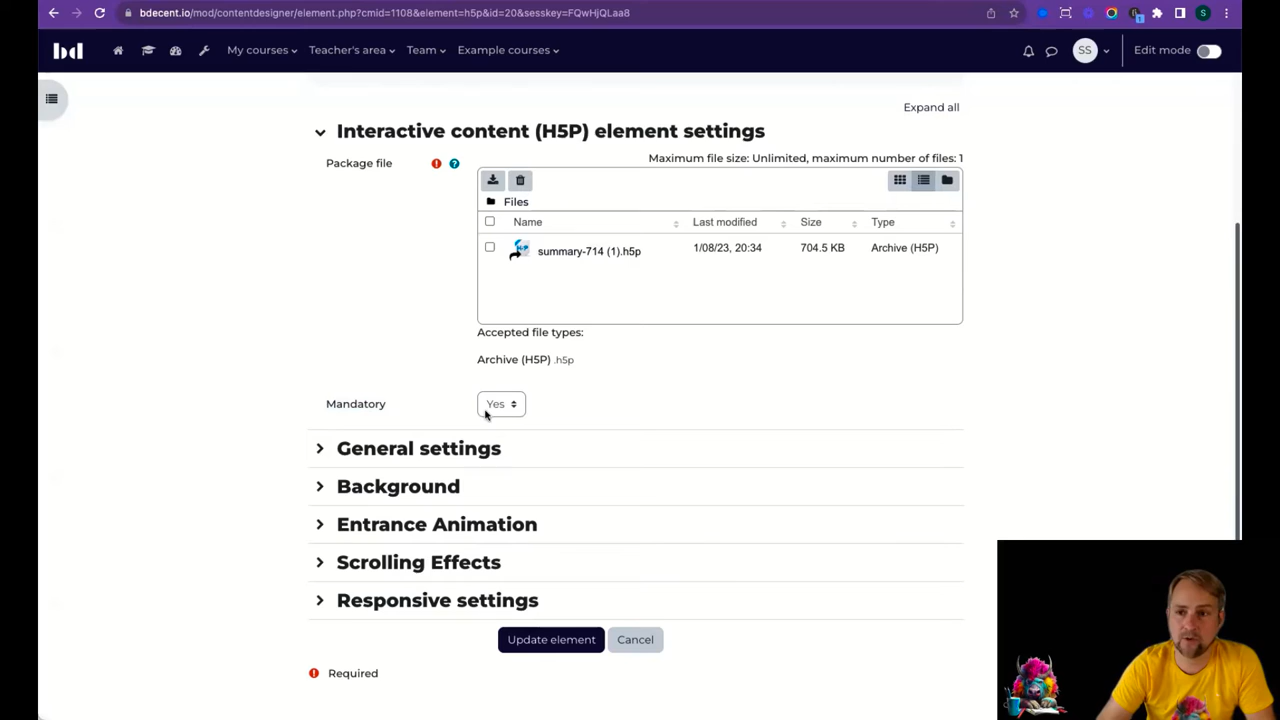 bdecent.io/mod/contentdesigner/element.php?cmid=1108&element=h5p&id=20&sesskey=FQwHjQLaa8
S
bd
My courses
Teacher's area
Team
Example courses
SS
Edit mode
Expand all
Interactive content (H5P) element settings
Package file
Maximum file size: Unlimited, maximum number of files: 1
Files
Name Last modified Size Type
summary-714 (1).h5p 1/08/23, 20:34 704.5 KB Archive (H5P)
Accepted file types:
Archive (H5P) .h5p
Mandatory Yes
General settings
Background
Entrance Animation
Scrolling Effects
Responsive settings
Update element Cancel
Required